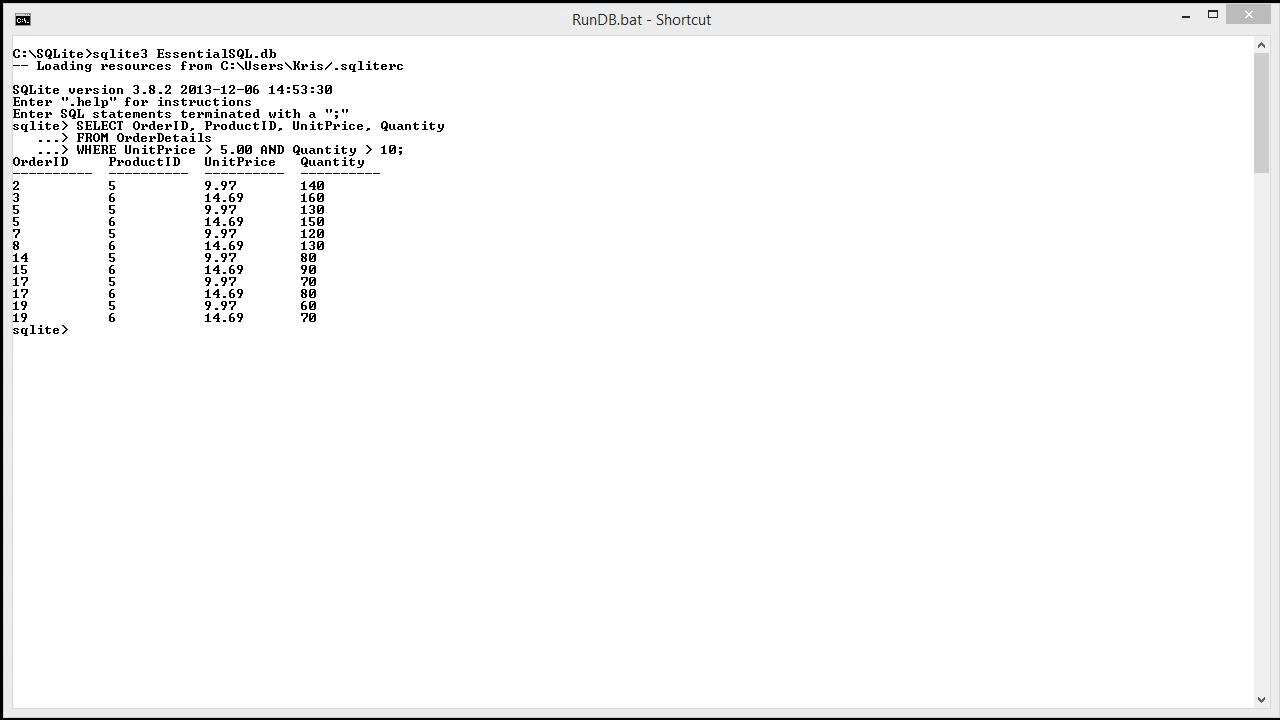 RunDB.bat - Shortcut
C:\SQLite>sqlite3 EssentialSQL.db
-- Loading resources from C:\Users\Kris/.sqliterc
SQLite version 3.8.2 2013-12-06 14:53:30
Enter ".help" for instructions
Enter SQL statements terminated with a ";"
sqlite> SELECT OrderID, ProductID, UnitPrice, Quantity
   ...> FROM OrderDetails
   ...> WHERE UnitPrice > 5.00 AND Quantity > 10;
OrderID     ProductID   UnitPrice   Quantity
----------  ----------  ----------  ----------
2           5           9.97        140
3           6           14.69       160
5           5           9.97        130
5           6           14.69       150
7           5           9.97        120
8           6           14.69       130
14          5           9.97        80
15          6           14.69       90
17          5           9.97        70
17          6           14.69       80
19          5           9.97        60
19          6           14.69       70
sqlite>